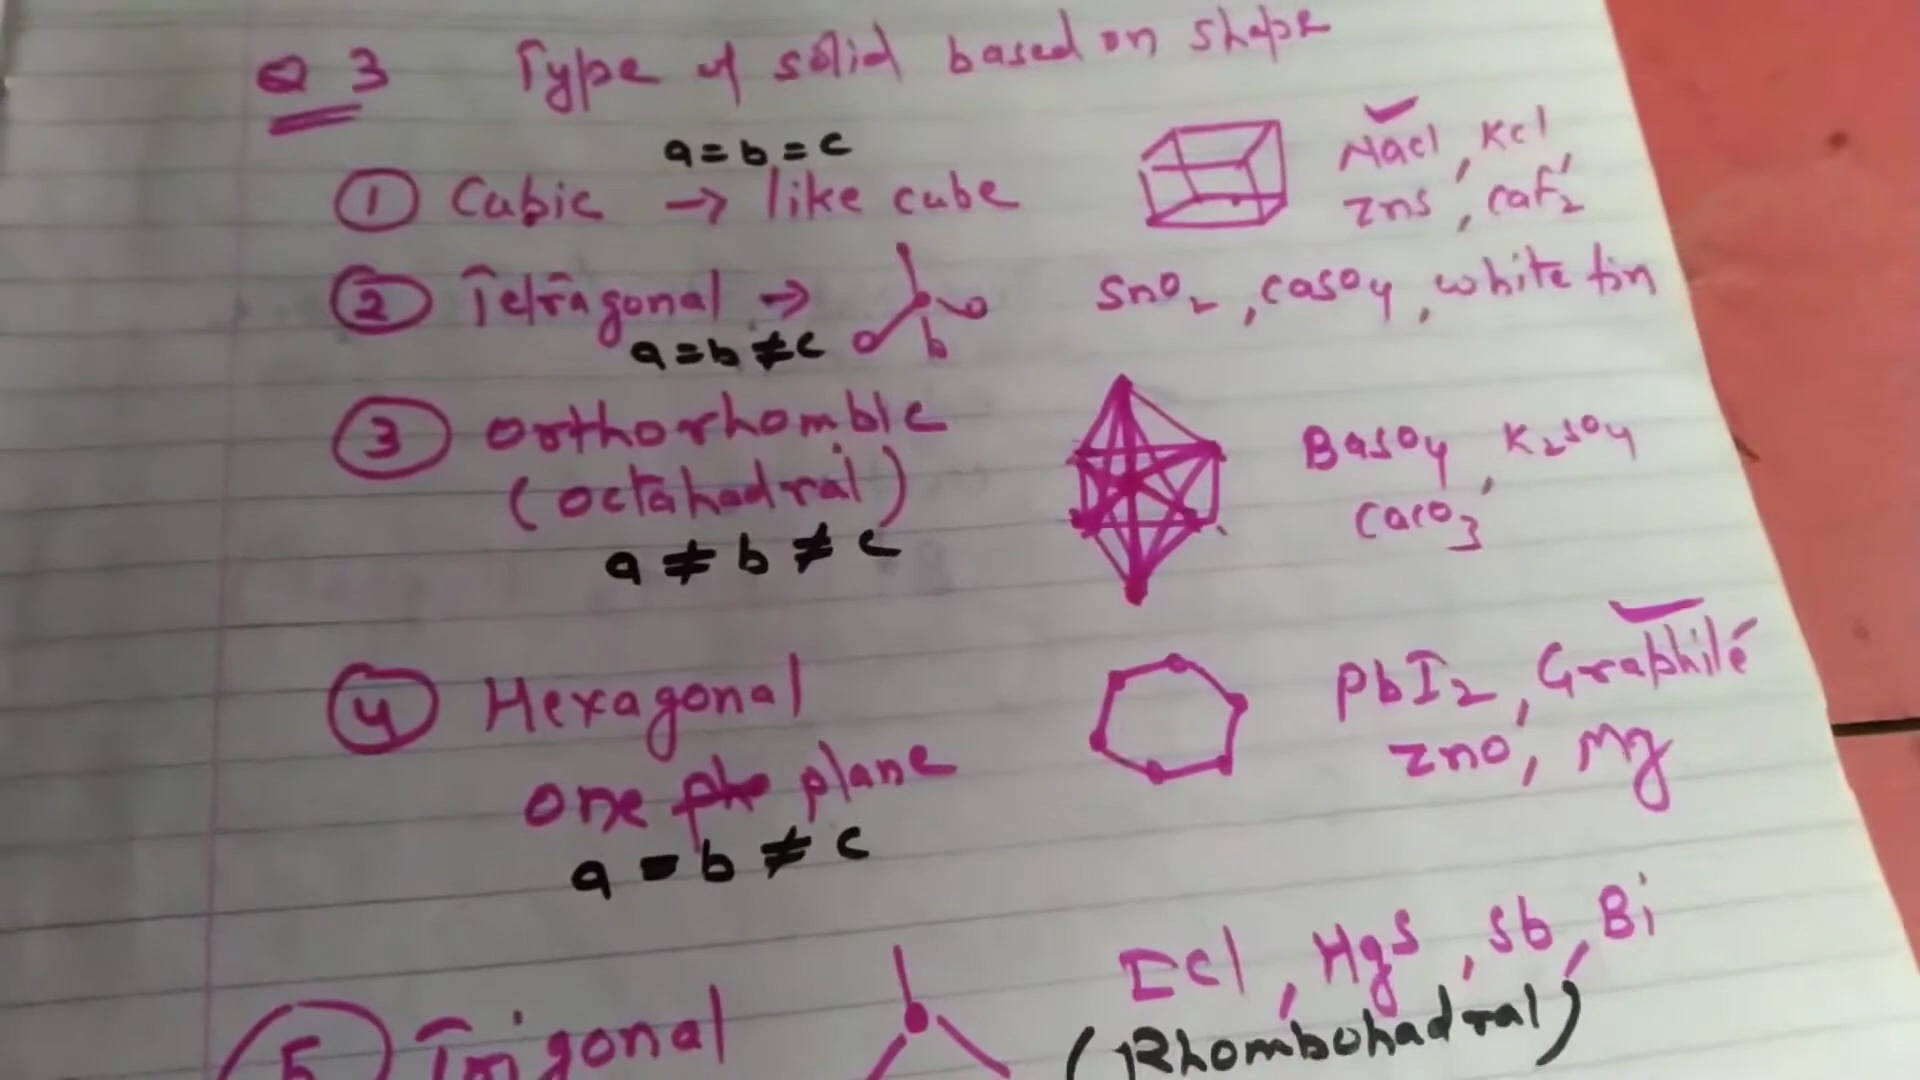 Q 3 Type of solid based on shape
a = b = c
① Cubic → like cube NaCl, KCl
ZnS, CaF2
② Tetragonal → SnO2, CaSO4, white tin
a = b ≠ c b
③ Orthorhombic BaSO4, K2SO4
(octahadral) CaCO3
a ≠ b ≠ c
④ Hexagonal PbI2, Graphite
one plane ZnO, Mg
a = b ≠ c
ICl, HgS, Sb, Bi
⑤ Trigonal (Rhombohadral)